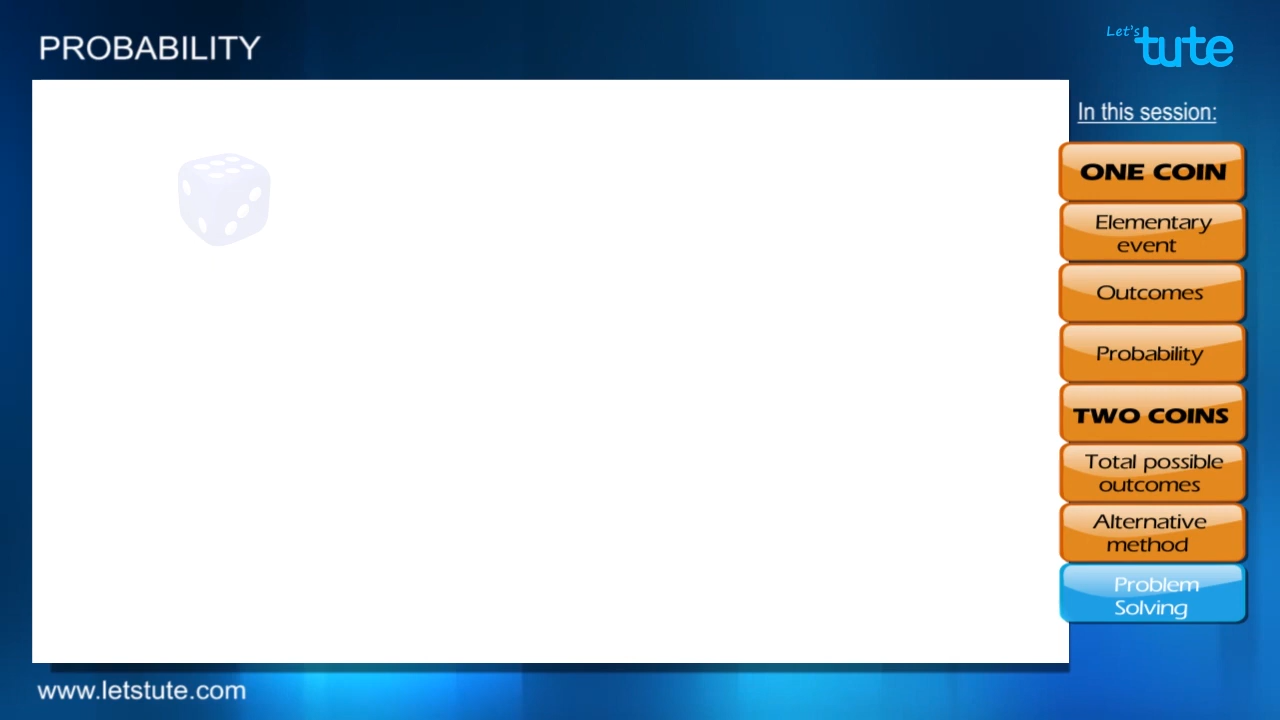 PROBABILITY
Let's
tute
In this session:
ONE COIN
Elementary
event
Outcomes
Probability
TWO COINS
Total possible
outcomes
Alternative
method
Problem
Solving
www.letstute.com